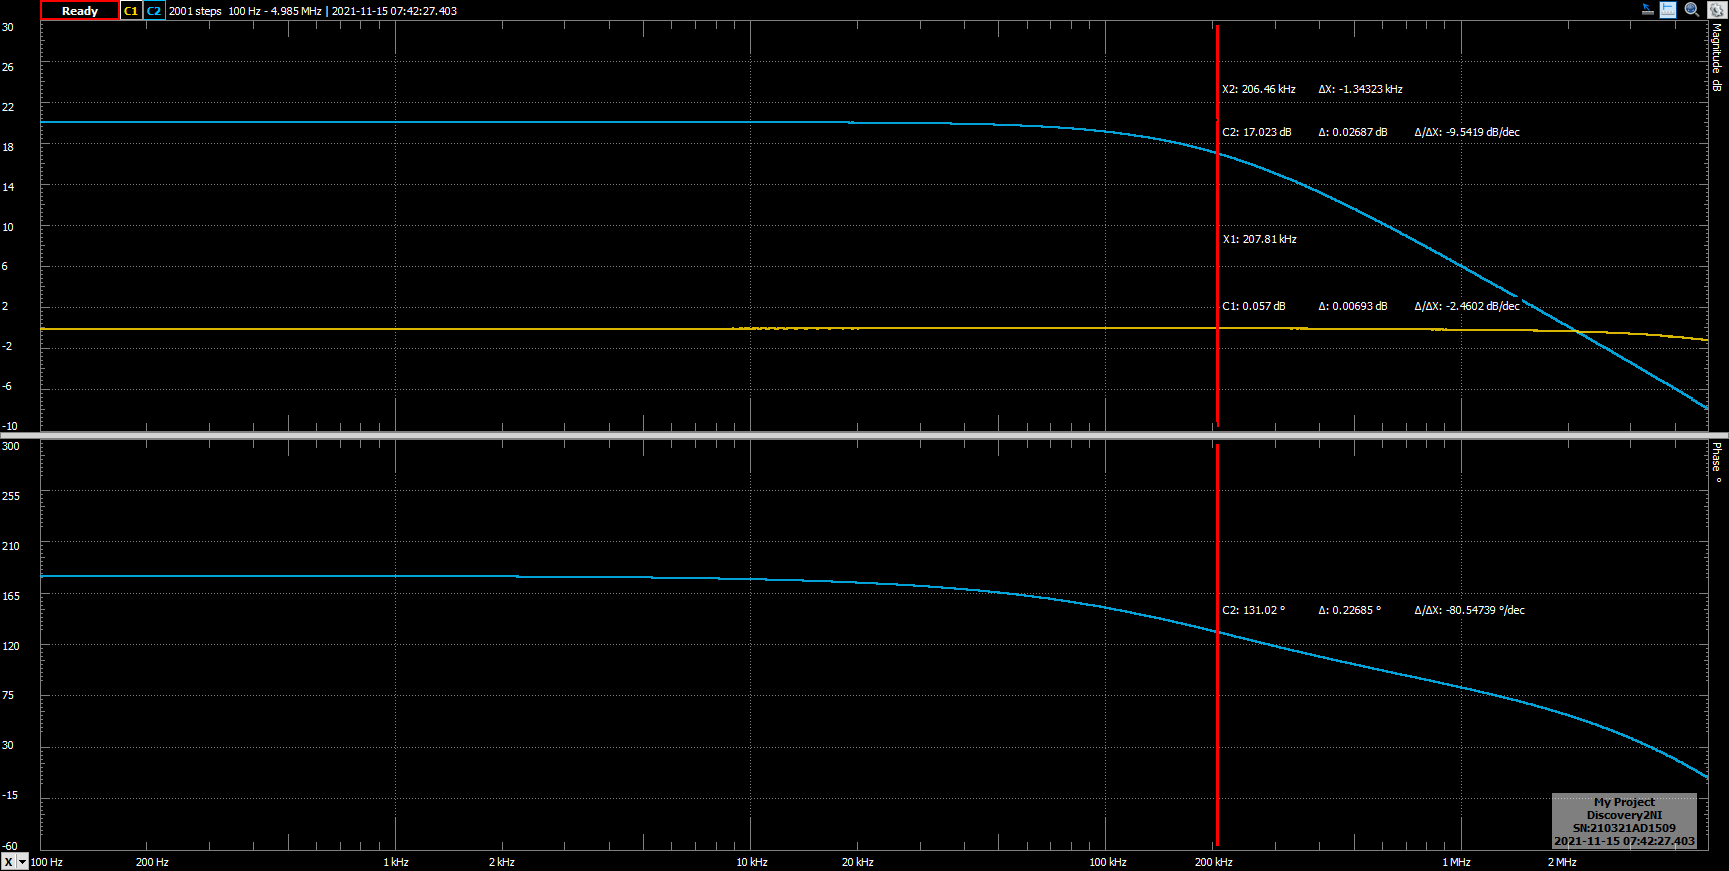 Ready C1 C2 2001 steps 100 Hz - 4.985 MHz | 2021-11-15 07:42:27.403
Magnitude dB
30
26
22
18
14
10
6
2
-2
-6
-10
X2: 206.46 kHz ΔX: -1.34323 kHz
C2: 17.023 dB Δ: 0.02687 dB Δ/ΔX: -9.5419 dB/dec
X1: 207.81 kHz
C1: 0.057 dB Δ: 0.00693 dB Δ/ΔX: -2.4602 dB/dec
Phase °
300
255
210
165
120
75
30
-15
-60
C2: 131.02 ° Δ: 0.22685 ° Δ/ΔX: -80.54739 °/dec
My Project
Discovery2NI
SN:210321AD1509
2021-11-15 07:42:27.403
X 100 Hz 200 Hz 1 kHz 2 kHz 10 kHz 20 kHz 100 kHz 200 kHz 1 MHz 2 MHz